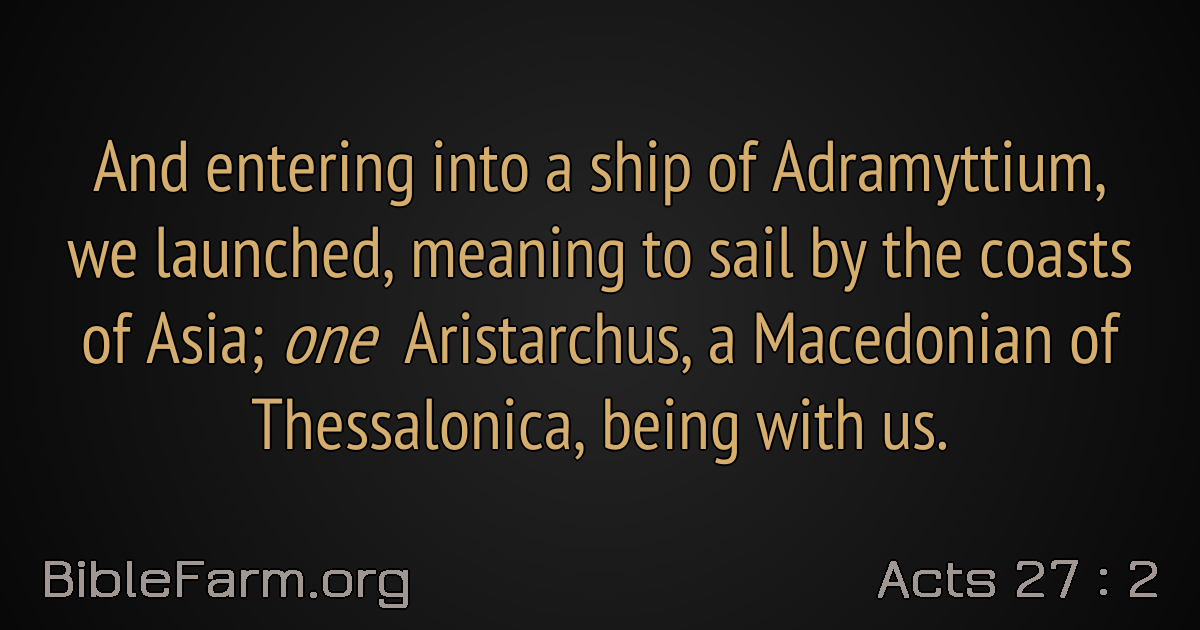 And entering into a ship of Adramyttium,
we launched, meaning to sail by the coasts
of Asia; one Aristarchus, a Macedonian of
Thessalonica, being with us.
BibleFarm.org
Acts 27 : 2